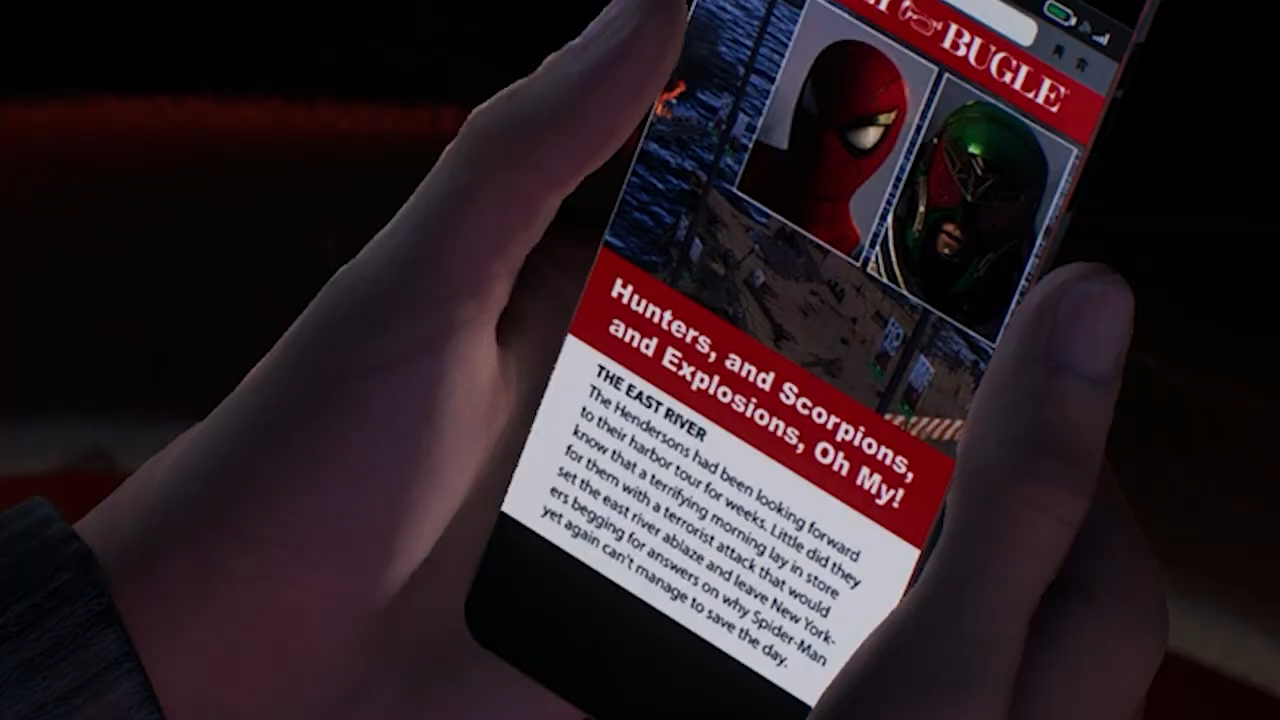 BUGLE
Hunters, and Scorpions,
and Explosions, Oh My!
THE EAST RIVER
The Hendersons had been looking forward
to their harbor tour for weeks. Little did they
know that a terrifying morning lay in store
for them with a terrorist attack that would
set the east river ablaze and leave New York-
ers begging for answers on why Spider-Man
yet again can't manage to save the day.